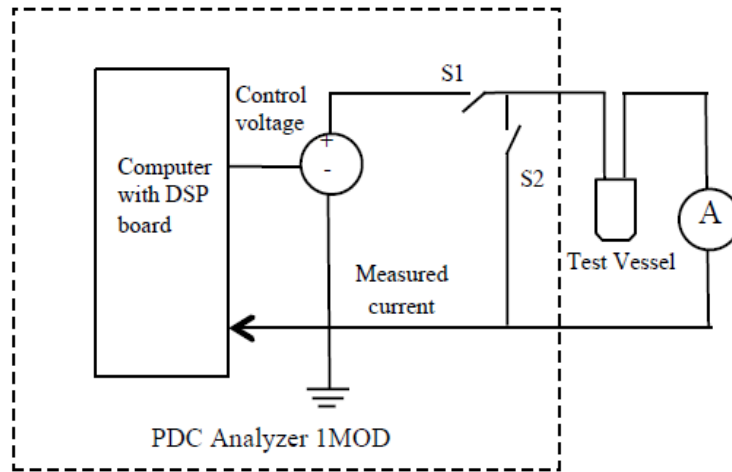 S1
Control
voltage
+
-
Computer
with DSP
board
S2
A
Test Vessel
Measured
current
PDC Analyzer 1MOD